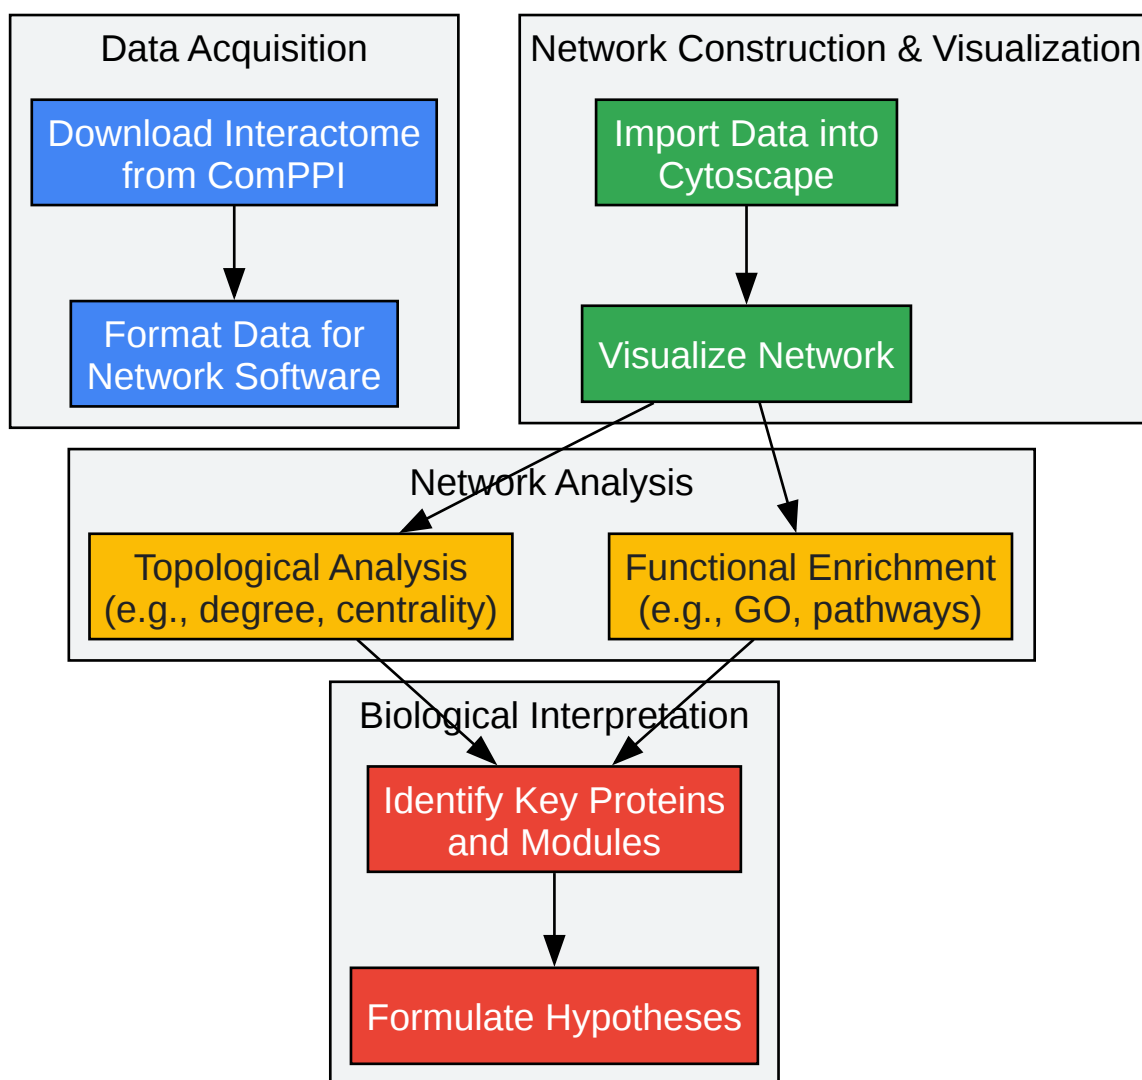 Data Acquisition
Download Interactome
from ComPPI
Format Data for
Network Software
Network Construction & Visualization
Import Data into
Cytoscape
Visualize Network
Network Analysis
Topological Analysis
(e.g., degree, centrality)
Functional Enrichment
(e.g., GO, pathways)
Biological Interpretation
Identify Key Proteins
and Modules
Formulate Hypotheses